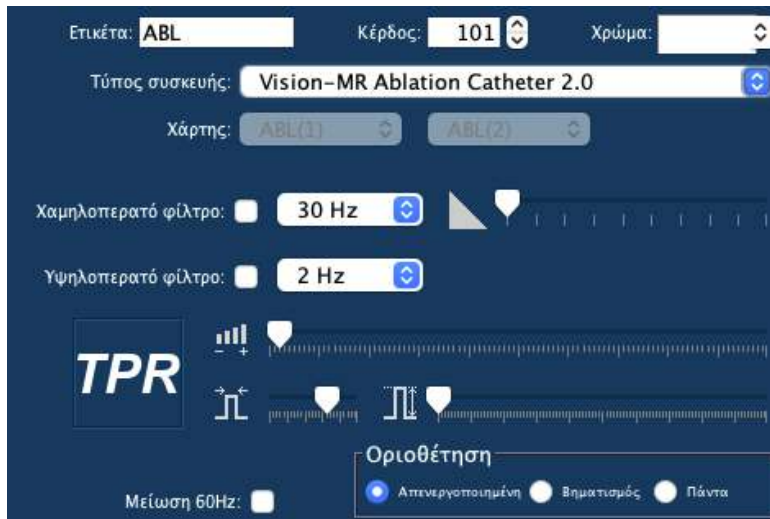 Ετικέτα: ABL Κέρδος: 101 Χρώμα:
Τύπος συσκευής: Vision-MR Ablation Catheter 2.0
Χάρτης: ABL(1) ABL(2)
Χαμηλοπερατό φίλτρο: 30 Hz
Υψηλοπερατό φίλτρο: 2 Hz
TPR
- +
Οριοθέτηση
Μείωση 60Hz: Απενεργοποιημένη Βηματισμός Πάντα